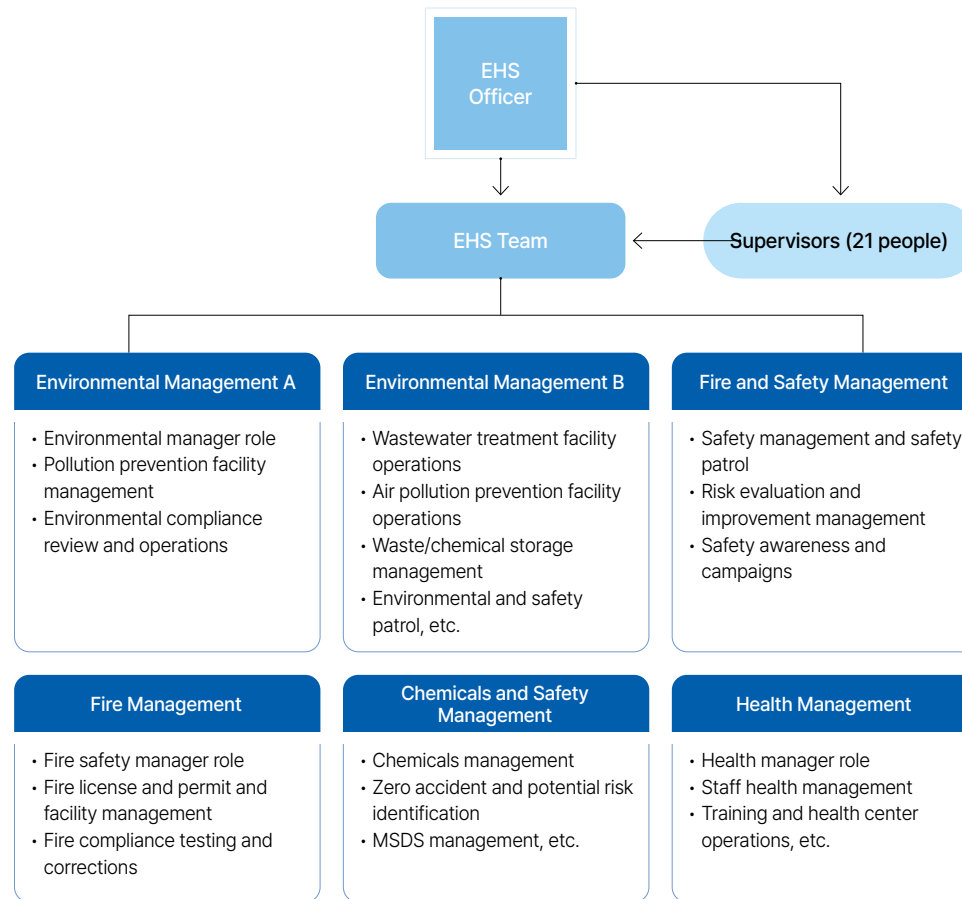 EHS
Officer
EHS Team
Supervisors (21 people)
Environmental Management A
• Environmental manager role
• Pollution prevention facility
management
• Environmental compliance
review and operations
Environmental Management B
• Wastewater treatment facility
operations
• Air pollution prevention facility
operations
• Waste/chemical storage
management
• Environmental and safety
patrol, etc.
Fire and Safety Management
• Safety management and safety
patrol
• Risk evaluation and
improvement management
• Safety awareness and
campaigns
Fire Management
• Fire safety manager role
• Fire license and permit and
facility management
• Fire compliance testing and
corrections
Chemicals and Safety
Management
• Chemicals management
• Zero accident and potential risk
identification
• MSDS management, etc.
Health Management
• Health manager role
• Staff health management
• Training and health center
operations, etc.